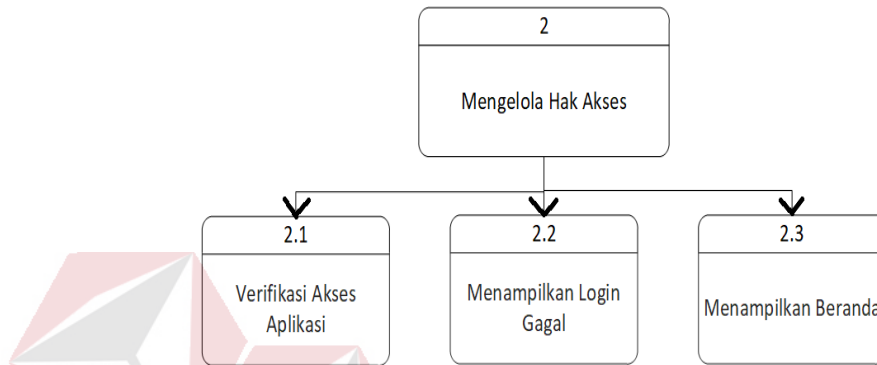 2
Mengelola Hak Akses
2.1
Verifikasi Akses
Aplikasi
2.2
Menampilkan Login
Gagal
2.3
Menampilkan Beranda